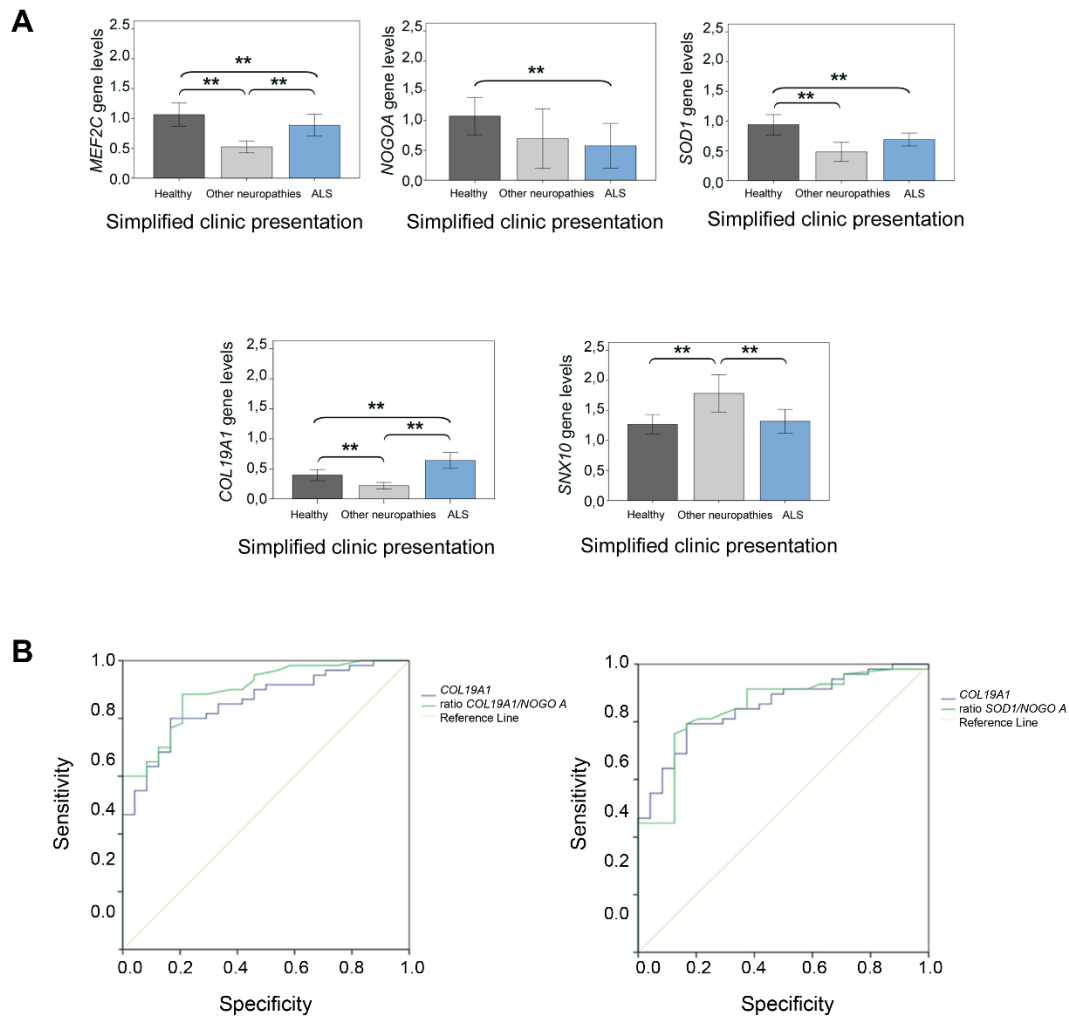 A
MEF2C gene levels
2.5
2.
1.5
1.0
0.5
0.0
**
** **
Healthy Other neuropathies ALS
Simplified clinic presentation
NOGOA gene levels
2.5
2.
1.5
1.0
0.5
0.0
**
Healthy Other neuropathies ALS
Simplified clinic presentation
SOD1 gene levels
2,5
2,
1,5
1,0
0,5
0,0
**
**
Healthy Other neuropathies ALS
Simplified clinic presentation
COL19A1 gene levels
2,5
2,
1,5
1,0
0,5
0,0
**
** **
Healthy Other neuropathies ALS
Simplified clinic presentation
SNX10 gene levels
2,5
2,
1,5
1,0
0,5
0,0
** **
Healthy Other neuropathies ALS
Simplified clinic presentation
B
Sensitivity
1.0
0.8
0.6
0.4
0.2
0.0
0.0 0.2 0.4 0.6 0.8 1.0
Specificity
COL19A1
ratio COL19A1/NOGO A
Reference Line
Sensitivity
1.0
0.8
0.6
0.4
0.2
0.0
0.0 0.2 0.4 0.6 0.8 1.0
Specificity
COL19A1
ratio SOD1/NOGO A
Reference Line